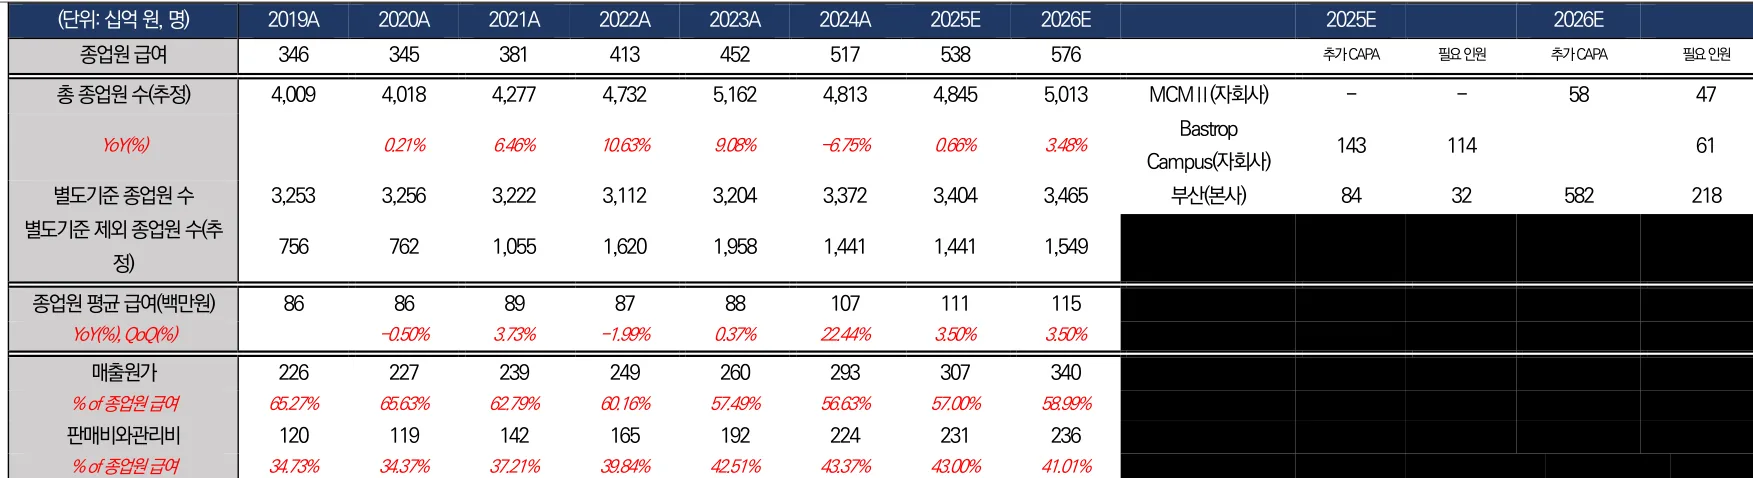 (단위: 십억 원, 명) 2019A 2020A 2021A 2022A 2023A 2024A 2025E 2026E 2025E 2026E
종업원 급여 346 345 381 413 452 517 538 576 추가 CAPA 필요 인원 추가 CAPA 필요 인원
총 종업원 수(추정) 4,009 4,018 4,277 4,732 5,162 4,813 4,845 5,013 MCMⅡ(자회사) - - 58 47
YoY(%) 0.21% 6.46% 10.63% 9.08% -6.75% 0.66% 3.48% Bastrop
Campus(자회사) 143 114 61
별도기준 종업원 수 3,253 3,256 3,222 3,112 3,204 3,372 3,404 3,465 부산(본사) 84 32 582 218
별도기준 제외 종업원 수(추
정) 756 762 1,055 1,620 1,958 1,441 1,441 1,549
종업원 평균 급여(백만원) 86 86 89 87 88 107 111 115
YoY(%), QoQ(%) -0.50% 3.73% -1.99% 0.37% 22.44% 3.50% 3.50%
매출원가 226 227 239 249 260 293 307 340
% of 종업원 급여 65.27% 65.63% 62.79% 60.16% 57.49% 56.63% 57.00% 58.99%
판매비와관리비 120 119 142 165 192 224 231 236
% of 종업원 급여 34.73% 34.37% 37.21% 39.84% 42.51% 43.37% 43.00% 41.01%